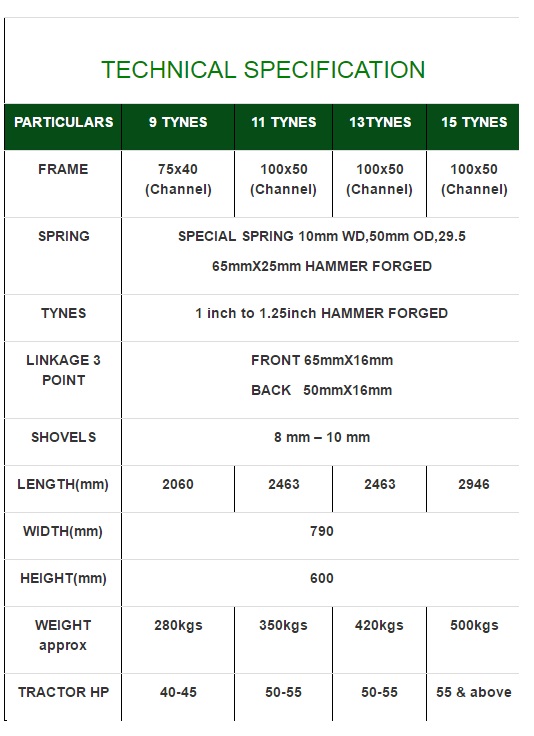 TECHNICAL SPECIFICATION
PARTICULARS 9 TYNES 11 TYNES 13TYNES 15 TYNES
FRAME 75x40 100x50 100x50 100x50
(Channel) (Channel) (Channel) (Channel)
SPRING SPECIAL SPRING 10mm WD,50mm OD,29.5
65mmX25mm HAMMER FORGED
TYNES 1 inch to 1.25inch HAMMER FORGED
LINKAGE 3 FRONT 65mmX16mm
POINT
BACK 50mmX16mm
SHOVELS 8 mm – 10 mm
LENGTH(mm) 2060 2463 2463 2946
WIDTH(mm) 790
HEIGHT(mm) 600
WEIGHT 280kgs 350kgs 420kgs 500kgs
approx
TRACTOR HP 40-45 50-55 50-55 55 & above